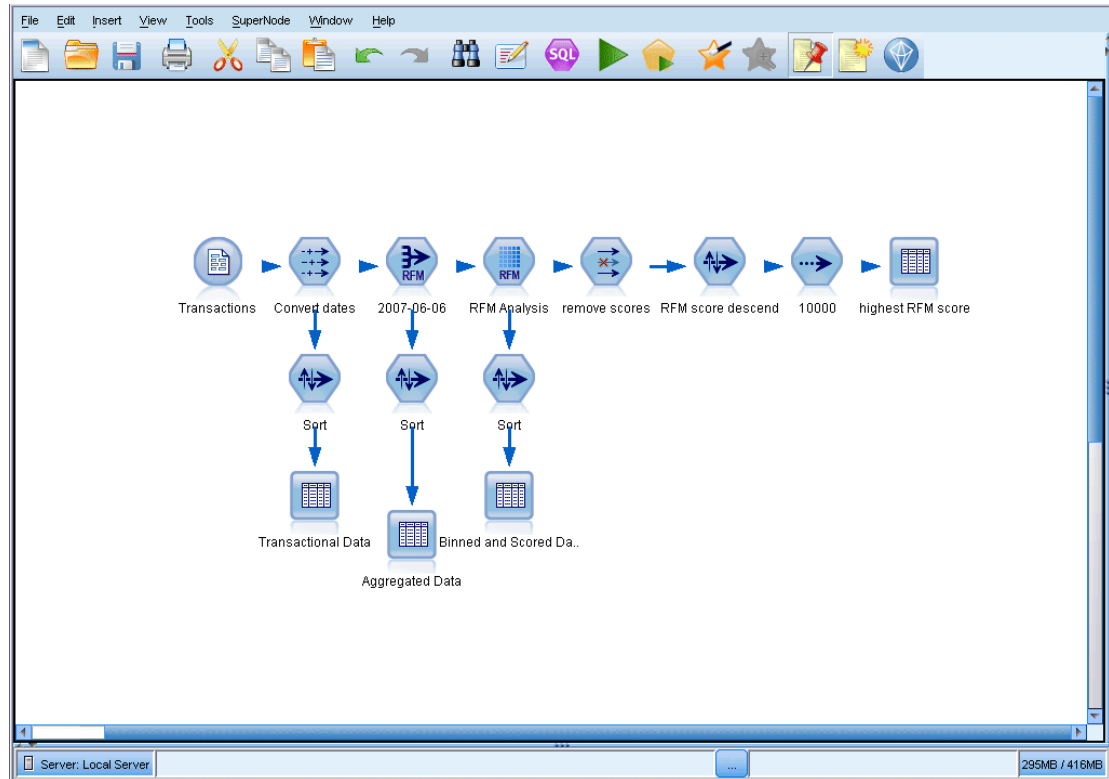 File Edit Insert View Tools SuperNode Window Help
SQL
RFM
RFM
Transactions Convert dates 2007-06-06 RFM Analysis remove scores RFM score descend 10000 highest RFM score
Sort Sort Sort
Transactional Data Binned and Scored Da..
Aggregated Data
Server: Local Server ... 295MB / 416MB